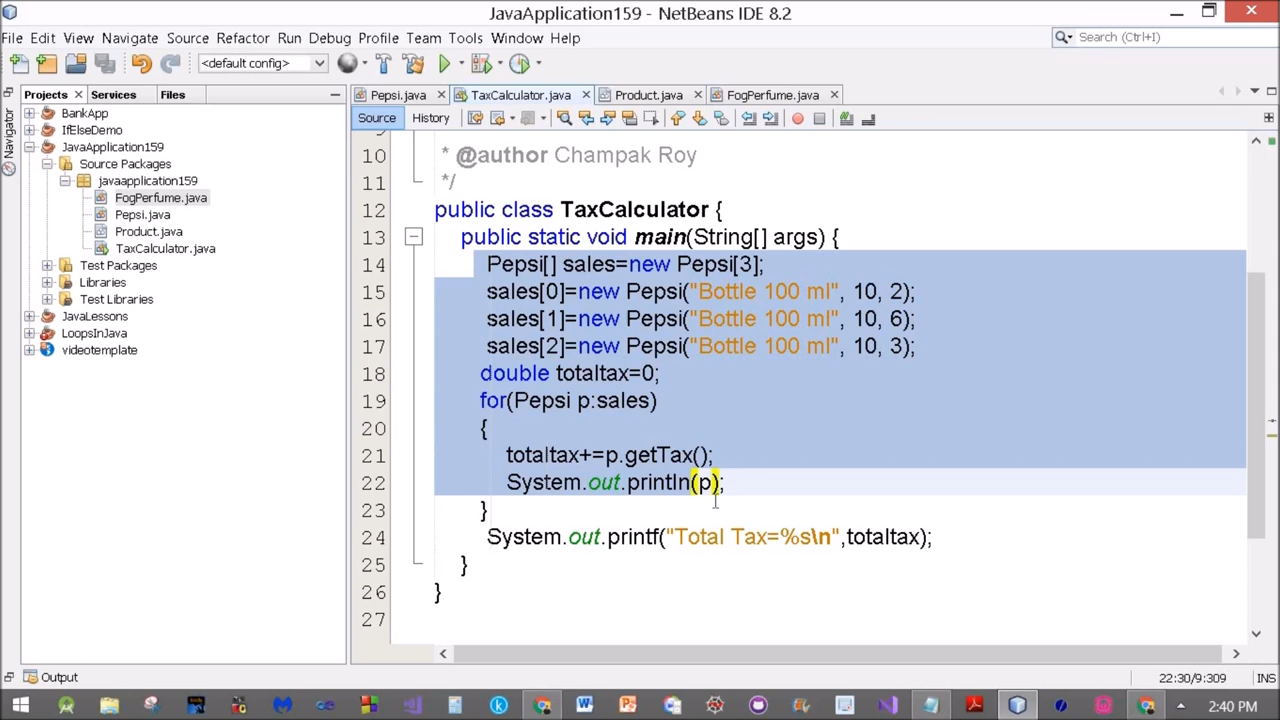 JavaApplication159 - NetBeans IDE 8.2
File Edit View Navigate Source Refactor Run Debug Profile Team Tools Window Help
Search (Ctrl+I)
<default config>
Projects Services Files
Pepsi.java TaxCalculator.java Product.java FogPerfume.java
Navigator
Source History
BankApp
IfElseDemo
JavaApplication159
Source Packages
javaapplication159
FogPerfume.java
Pepsi.java
Product.java
TaxCalculator.java
Test Packages
Libraries
Test Libraries
JavaLessons
LoopsInJava
videotemplate
10 * @author Champak Roy
11 */
12 public class TaxCalculator {
13 public static void main(String[] args) {
14 Pepsi[] sales=new Pepsi[3];
15 sales[0]=new Pepsi("Bottle 100 ml", 10, 2);
16 sales[1]=new Pepsi("Bottle 100 ml", 10, 6);
17 sales[2]=new Pepsi("Bottle 100 ml", 10, 3);
18 double totaltax=0;
19 for(Pepsi p:sales)
20 {
21 totaltax+=p.getTax();
22 System.out.println(p);
23 }
24 System.out.printf("Total Tax=%s\n",totaltax);
25 }
26 }
27
Output
22:30/9:309 INS
2:40 PM